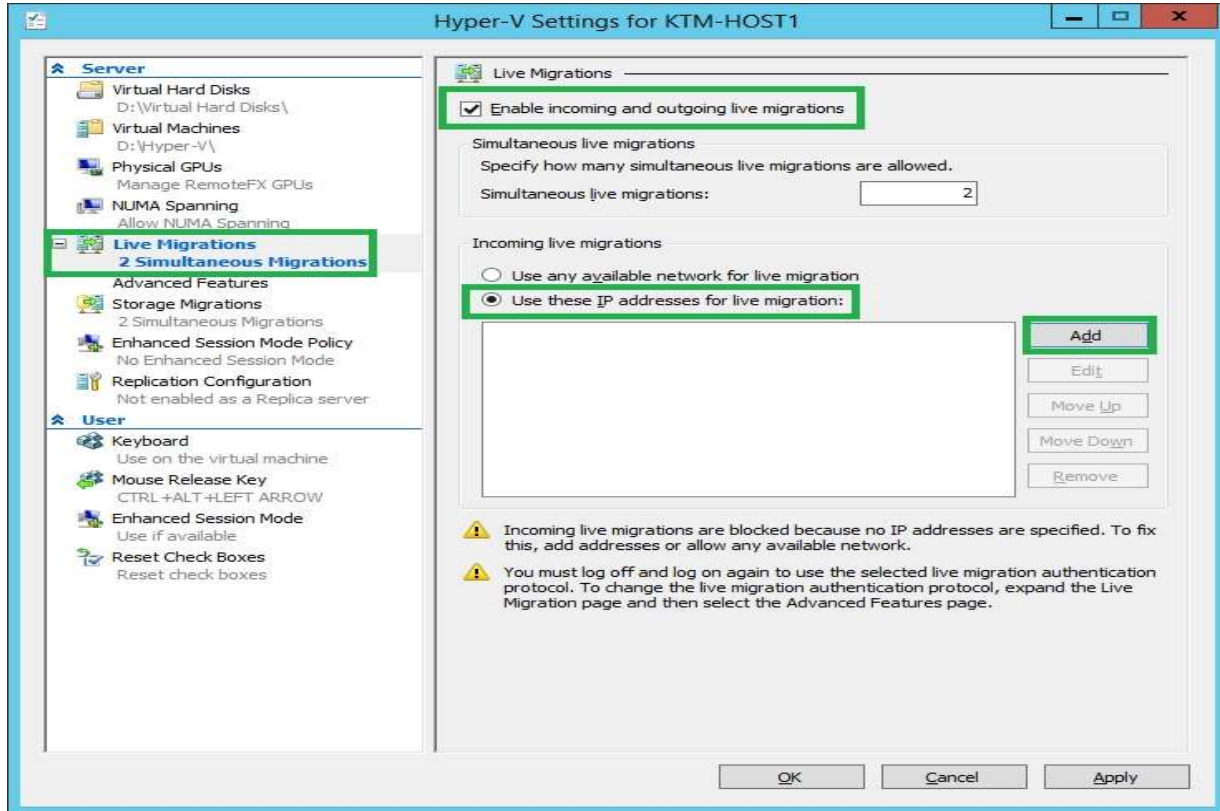 Hyper-V Settings for KTM-HOST1
Server
Virtual Hard Disks
D:\Virtual Hard Disks\
Virtual Machines
D:\Hyper-V\
Physical GPUs
Manage RemoteFX GPUs
NUMA Spanning
Allow NUMA Spanning
Live Migrations
2 Simultaneous Migrations
Advanced Features
Storage Migrations
2 Simultaneous Migrations
Enhanced Session Mode Policy
No Enhanced Session Mode
Replication Configuration
Not enabled as a Replica server
User
Keyboard
Use on the virtual machine
Mouse Release Key
CTRL+ALT+LEFT ARROW
Enhanced Session Mode
Use if available
Reset Check Boxes
Reset check boxes
Live Migrations
Enable incoming and outgoing live migrations
Simultaneous live migrations
Specify how many simultaneous live migrations are allowed.
Simultaneous live migrations: 2
Incoming live migrations
Use any available network for live migration
Use these IP addresses for live migration:
Add
Edit
Move Up
Move Down
Remove
Incoming live migrations are blocked because no IP addresses are specified. To fix
this, add addresses or allow any available network.
You must log off and log on again to use the selected live migration authentication
protocol. To change the live migration authentication protocol, expand the Live
Migration page and then select the Advanced Features page.
OK Cancel Apply